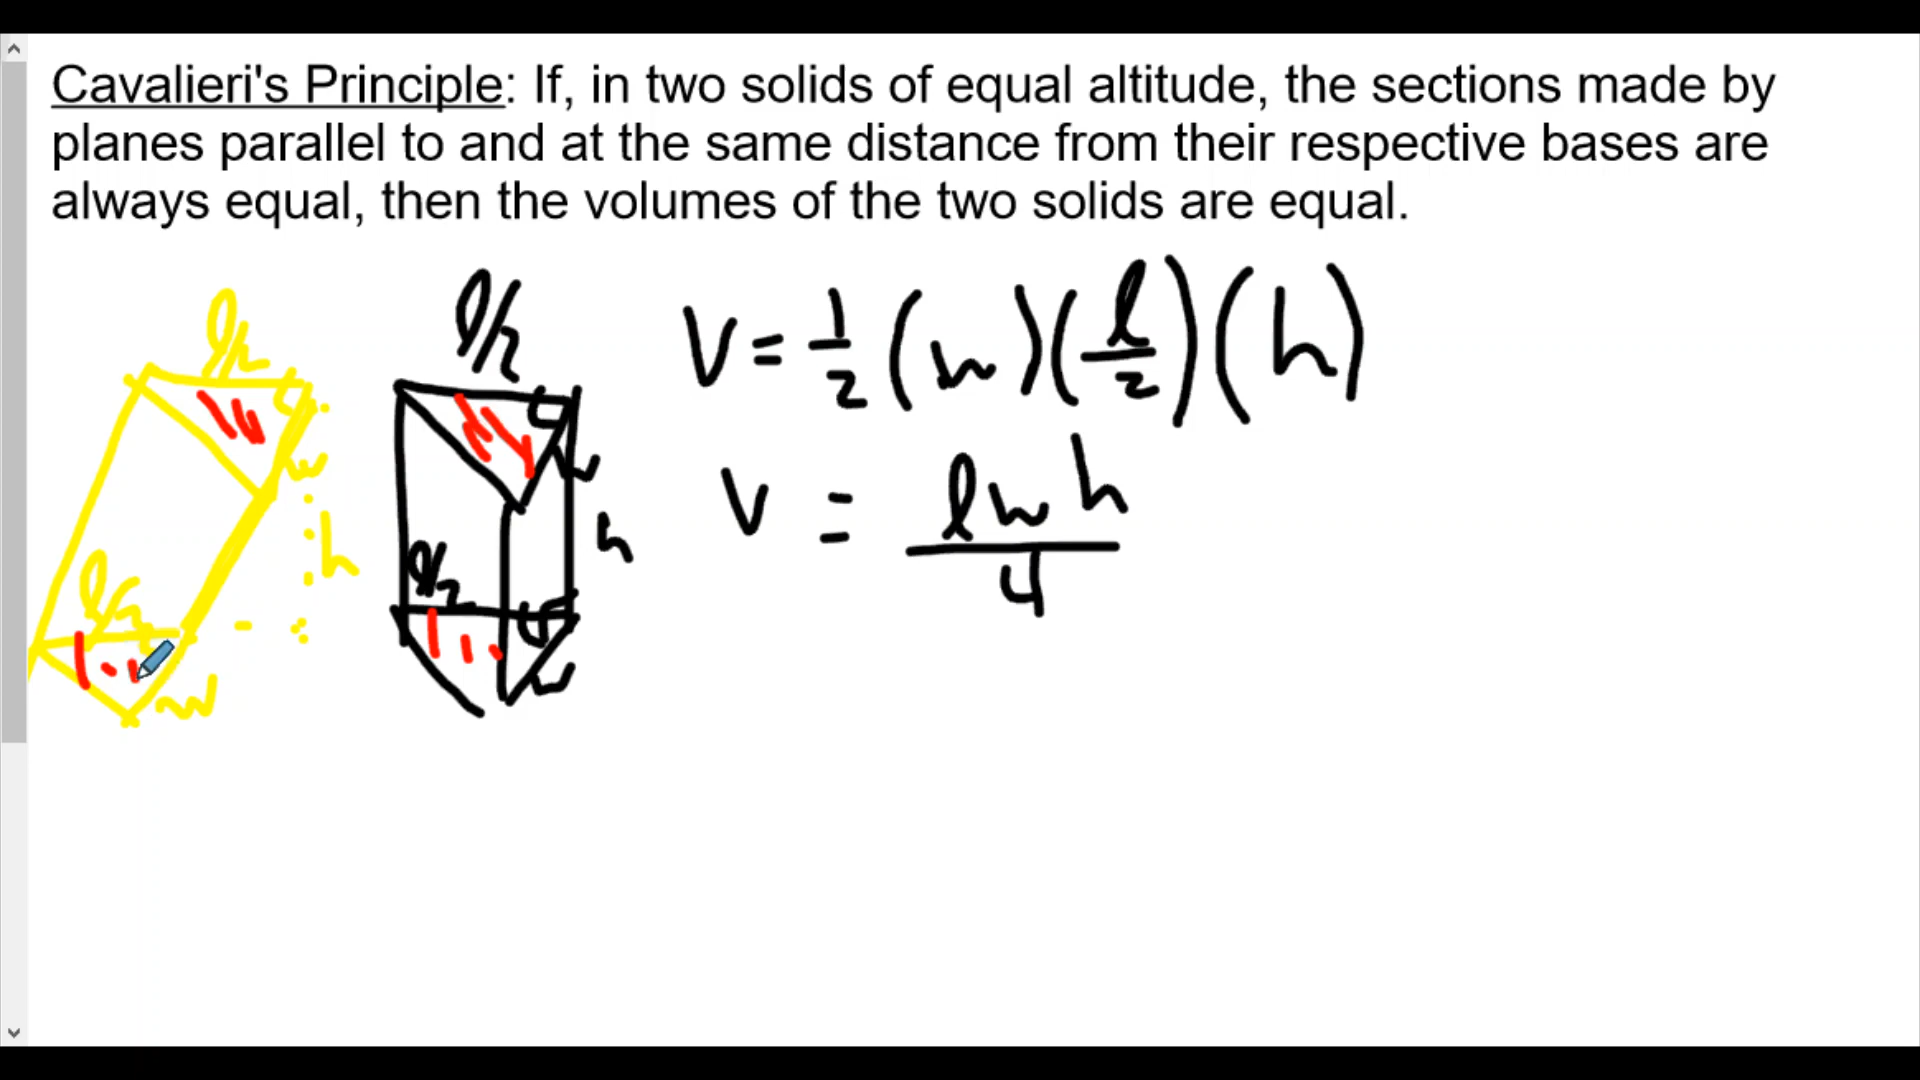 Cavalieri's Principle: If, in two solids of equal altitude, the sections made by
planes parallel to and at the same distance from their respective bases are
always equal, then the volumes of the two solids are equal.
l/2
l/2
V = 1/2 (w)(l/2)(h)
w
w
V = lwh/4
h
h
l/2
l/2
w
w